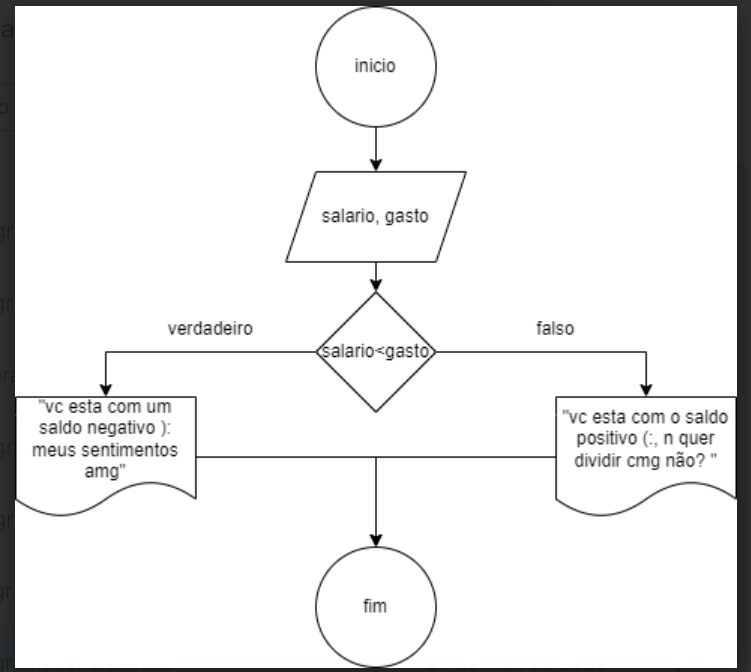 inicio
salario, gasto
verdadeiro
falso
salario<gasto
"vc esta com um
saldo negativo ):
meus sentimentos
amg"
"vc esta com o saldo
positivo (:, n quer
dividir cmg não? "
fim